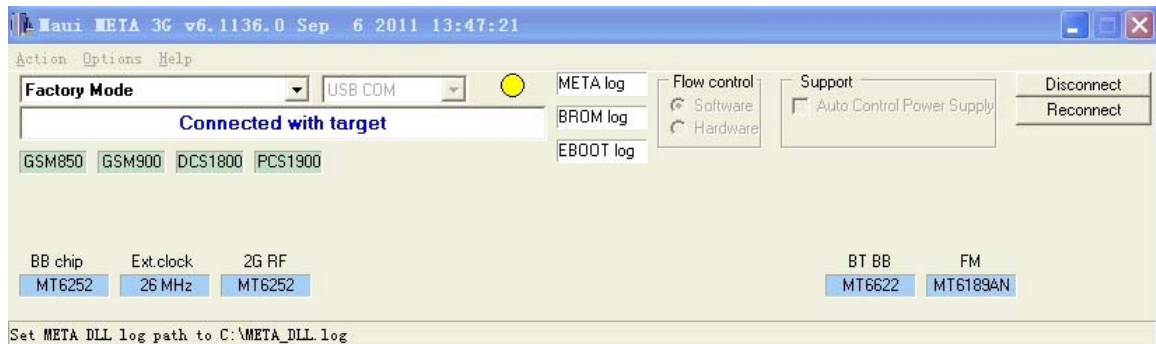 Maui META 3G v6.1136.0 Sep 6 2011 13:47:21
Action Options Help
Factory Mode USB COM META log Flow control Support Disconnect
Software Auto Control Power Supply Reconnect
Connected with target BROM log Hardware
EBOOT log
GSM850 GSM900 DCS1800 PCS1900
BB chip Ext.clock 2G RF BT BB FM
MT6252 26 MHz MT6252 MT6622 MT6189AN
Set META DLL log path to C:\META_DLL.log